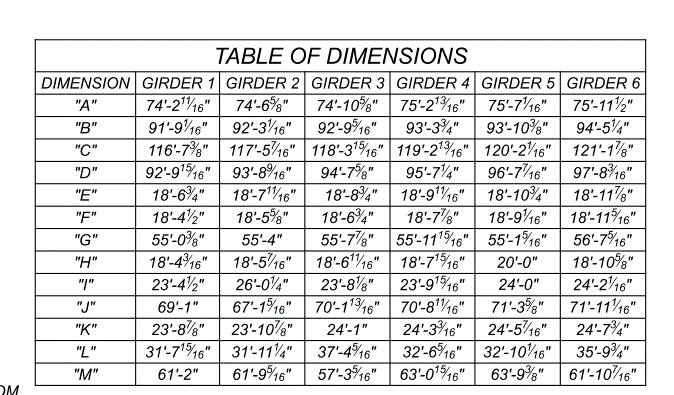 TABLE OF DIMENSIONS
DIMENSION GIRDER 1 GIRDER 2 GIRDER 3 GIRDER 4 GIRDER 5 GIRDER 6
"A" 74'-2 11/16" 74'-6 5/8" 74'-10 5/8" 75'-2 13/16" 75'-7 1/16" 75'-11 1/2"
"B" 91'-9 1/16" 92'-3 1/16" 92'-9 5/16" 93'-3 3/4" 93'-10 3/8" 94'-5 1/4"
"C" 116'-7 3/8" 117'-5 7/16" 118'-3 15/16" 119'-2 13/16" 120'-2 1/16" 121'-1 7/8"
"D" 92'-9 15/16" 93'-8 9/16" 94'-7 5/8" 95'-7 1/4" 96'-7 7/16" 97'-8 3/16"
"E" 18'-6 3/4" 18'-7 11/16" 18'-8 3/4" 18'-9 11/16" 18'-10 3/4" 18'-11 7/8"
"F" 18'-4 1/2" 18'-5 5/8" 18'-6 3/4" 18'-7 7/8" 18'-9 1/16" 18'-11 5/16"
"G" 55'-0 3/8" 55'-4" 55'-7 7/8" 55'-11 15/16" 55'-1 5/16" 56'-7 5/16"
"H" 18'-4 3/16" 18'-5 7/16" 18'-6 11/16" 18'-7 15/16" 20'-0" 18'-10 5/8"
"I" 23'-4 1/2" 26'-0 1/4" 23'-8 1/8" 23'-9 15/16" 24'-0" 24'-2 1/16"
"J" 69'-1" 67'-1 5/16" 70'-1 13/16" 70'-8 11/16" 71'-3 5/8" 71'-11 1/16"
"K" 23'-8 7/8" 23'-10 7/8" 24'-1" 24'-3 3/16" 24'-5 7/16" 24'-7 3/4"
"L" 31'-7 15/16" 31'-11 1/4" 37'-4 5/16" 32'-6 5/16" 32'-10 1/16" 35'-9 3/4"
"M" 61'-2" 61'-9 5/16" 57'-3 5/16" 63'-0 15/16" 63'-9 3/8" 61'-10 7/16"